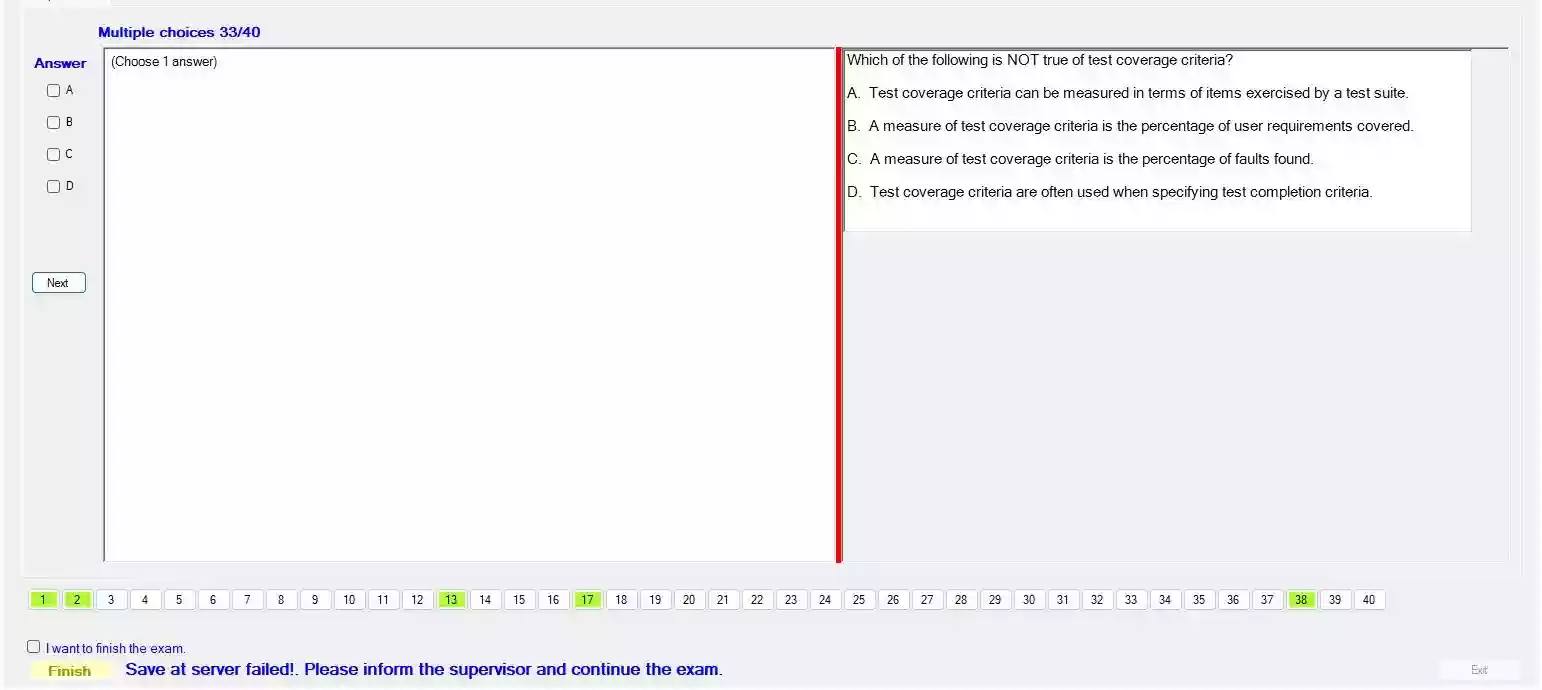 Multiple choices 33/40
Answer
A
B
C
D
Next
(Choose 1 answer)
Which of the following is NOT true of test coverage criteria?
A. Test coverage criteria can be measured in terms of items exercised by a test suite.
B. A measure of test coverage criteria is the percentage of user requirements covered.
C. A measure of test coverage criteria is the percentage of faults found.
D. Test coverage criteria are often used when specifying test completion criteria.
1 2 3 4 5 6 7 8 9 10 11 12 13 14 15 16 17 18 19 20 21 22 23 24 25 26 27 28 29 30 31 32 33 34 35 36 37 38 39 40
I want to finish the exam.
Finish Save at server failed!. Please inform the supervisor and continue the exam. Exit